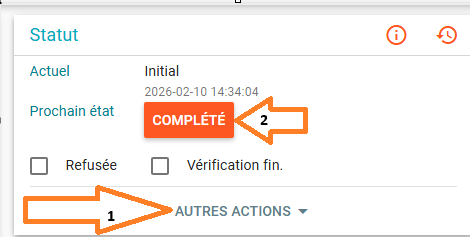 Statut
Actuel Initial
2026-02-10 14:34:04
Prochain état COMPLÉTÉ 2
Refusée Vérification fin.
1 AUTRES ACTIONS